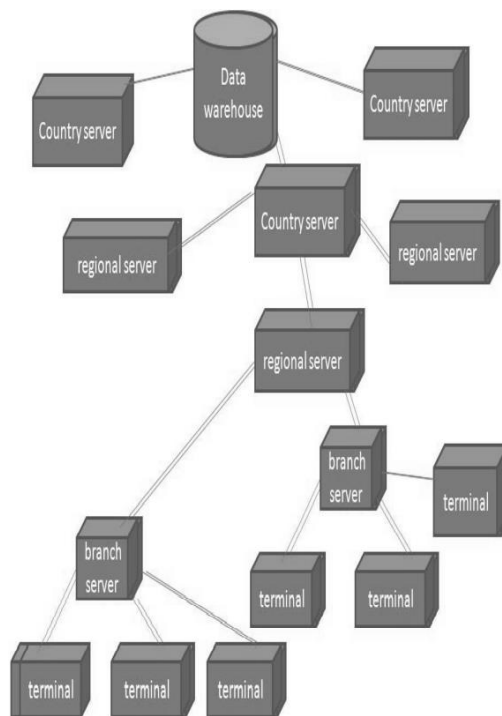 Data
warehouse
Country server
Country server
Country server
regional server
regional server
regional server
branch
server
terminal
branch
server
terminal
terminal
terminal
terminal
terminal